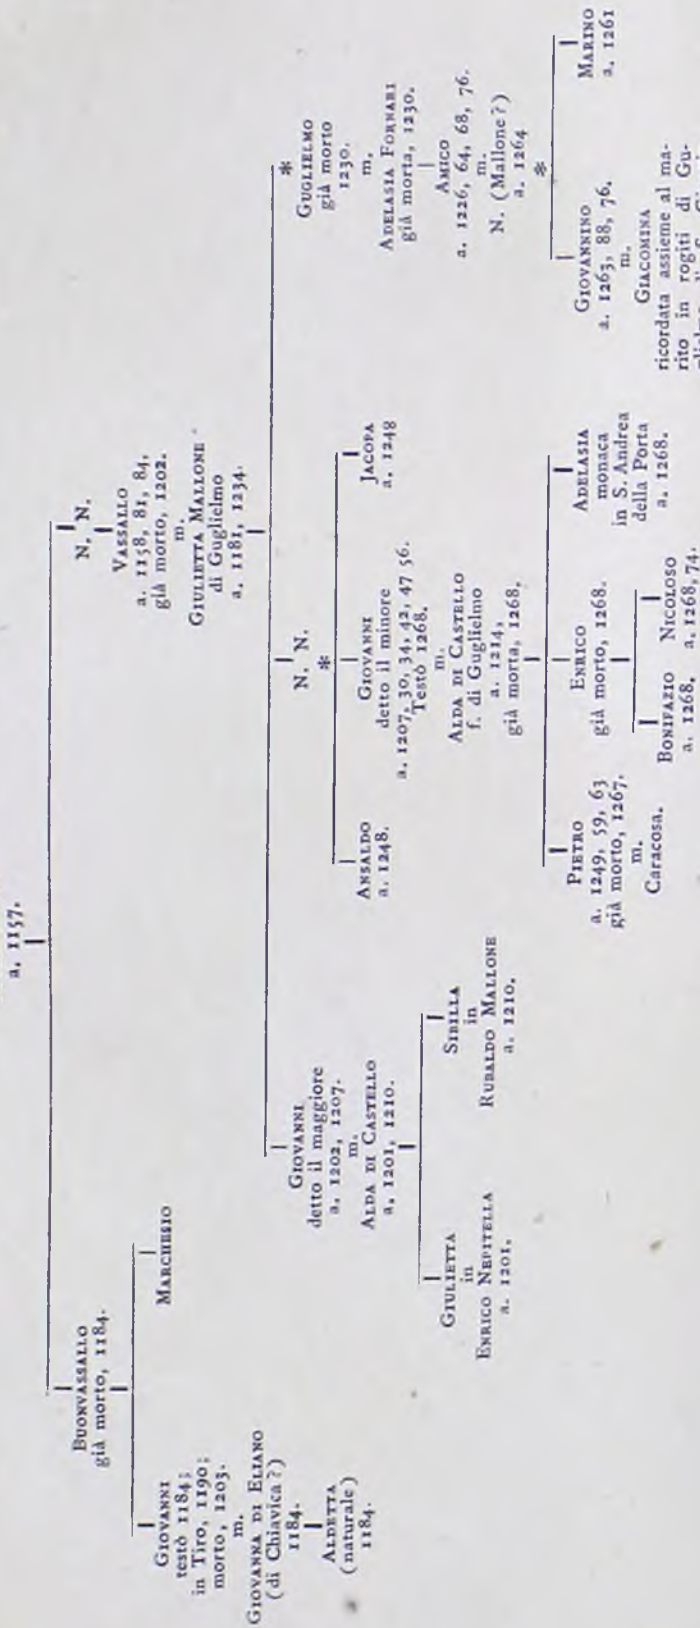 a. 1157.
BUONVASSALLO
già morto, 1184.
GIOVANNI
testò 1184;
in Tiro, 1190;
morto, 1203.
m.
GIOVANNA DI ELIANO
(di Chiavica?)
1184.
ALDETTA
(naturale)
1184.
MARCHESIO
N. N.
VASSALLO
a. 1158, 81, 84,
già morto, 1202.
m.
GIULIETTA MALLONE
di Guglielmo
a. 1181, 1234.
GIOVANNI
detto il maggiore
a. 1202, 1207.
m.
ALDA DI CASTELLO
a, 1201, 1210.
GIULIETTA
in
ENRICO NEPITELLA
a. 1201.
SIBILLA
in
RUBALDO MALLONE
a. 1210.
N. N.
*
ANSALDO
a. 1248.
GIOVANNI
detto il minore
a. 1207, 30, 34, 42, 47 56.
Testò 1268.
m.
ALDA DI CASTELLO
f. di Guglielmo
a. 1214,
già morta, 1268.
JACOPA
a. 1248
PIETRO
a. 1249, 59, 63
già morto, 1267.
m.
Caracosa.
ENRICO
già morto, 1268.
BONIFAZIO
a. 1268.
NICOLOSO
a. 1268, 74.
ADELASIA
monaca
in S. Andrea
della Porta
a. 1268.
*
GUGLIELMO
già morto
1230.
m.
ADELASIA FORNARI
già morta, 1230.
AMICO
a. 1226, 64, 68, 76.
m.
N. (Mallone?)
a. 1264
*
GIOVANNINO
a. 1263, 88, 76.
m.
GIACOMINA
ricordata assieme al ma-
rito in rogiti di Gu-
MARINO
a. 1261